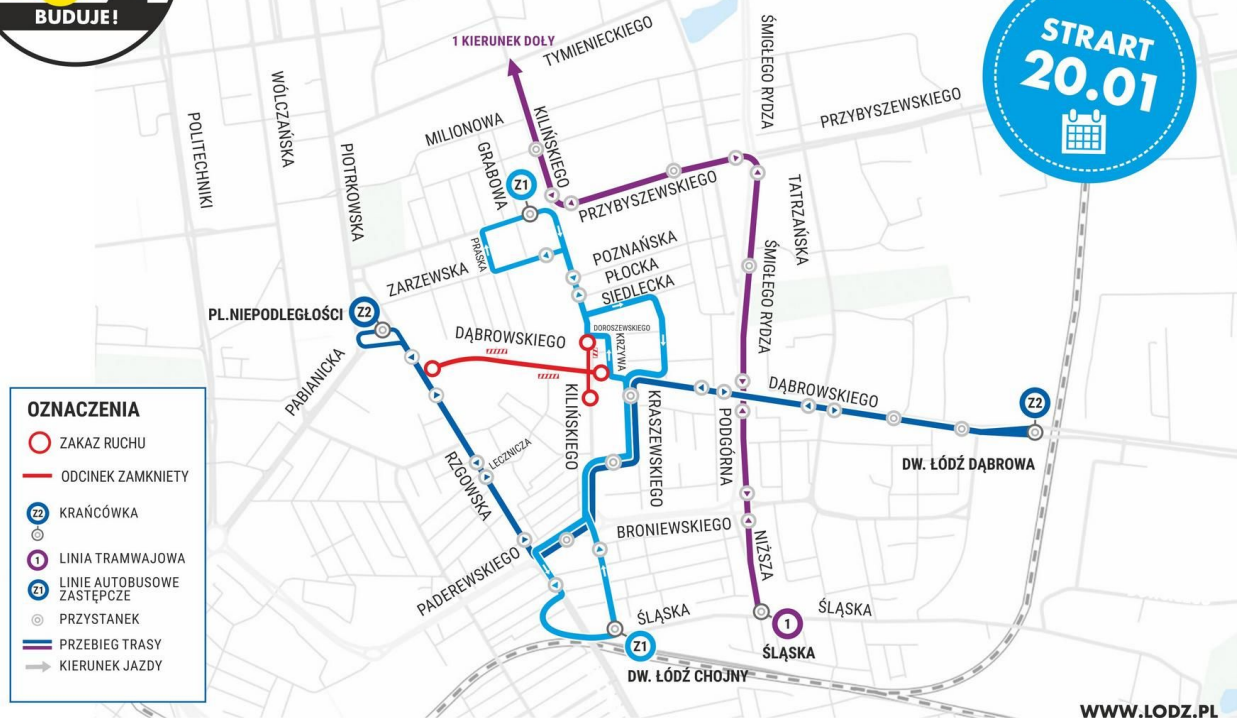 BUDUJE!
STRART
20.01
1 KIERUNEK DOŁY
TYMIENIECKIEGO
ŚMIGŁEGO RYDZA
PRZYBYSZEWSKIEGO
POLITECHNIKI
WÓLCZAŃSKA
PIOTRKOWSKA
MILIONOWA
KILIŃSKIEGO
GRABOWA
Z1
PRZYBYSZEWSKIEGO
TATRZAŃSKA
PRASKA
POZNAŃSKA
PŁOCKA
SIEDLECKA
ZARZEWSKA
ŚMIGŁEGO RYDZA
PL.NIEPODLEGŁOŚCI
Z2
DĄBROWSKIEGO
DOROSZEWSKIEGO
KRZYWA
PABIANICKA
DĄBROWSKIEGO
Z2
DW. ŁÓDŹ DĄBROWA
KILIŃSKIEGO
KRASZEWSKIEGO
PODGÓRNA
LECZNICZA
RZGOWSKA
BRONIEWSKIEGO
NIŻSZA
PADEREWSKIEGO
ŚLĄSKA
ŚLĄSKA
1
ŚLĄSKA
Z1
DW. ŁÓDŹ CHOJNY
OZNACZENIA
ZAKAZ RUCHU
ODCINEK ZAMKNIETY
Z2 KRAŃCÓWKA
1 LINIA TRAMWAJOWA
Z1 LINIE AUTOBUSOWE
ZASTĘPCZE
PRZYSTANEK
PRZEBIEG TRASY
KIERUNEK JAZDY
WWW.LODZ.PL